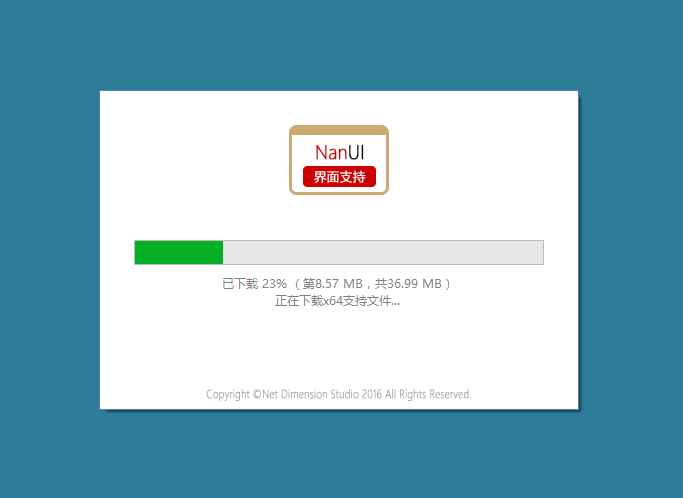 NanUI
界面支持
已下载 23% （第8.57 MB，共36.99 MB）
正在下载x64支持文件...
Copyright ©Net Dimension Studio 2016 All Rights Reserved.